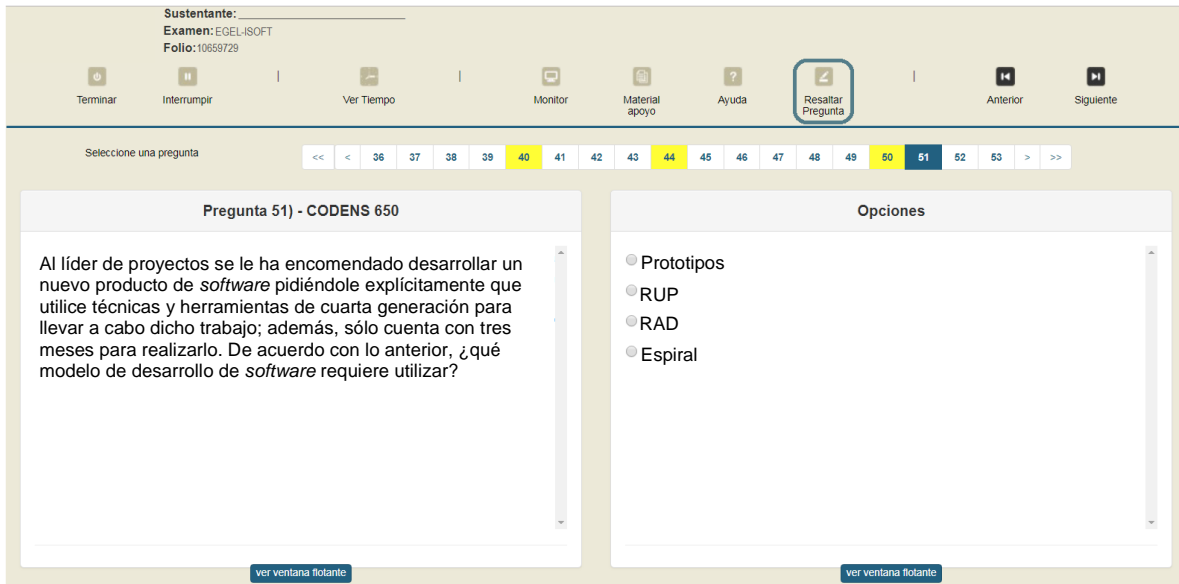 Sustentante:
Examen: EGEL-ISOFT
Folio: 10659729
Terminar
Interrumpir
|
Ver Tiempo
|
Monitor
Material
apoyo
Ayuda
Resaltar
Pregunta
|
Anterior
Siguiente
Seleccione una pregunta
<< < 36 37 38 39 40 41 42 43 44 45 46 47 48 49 50 51 52 53 > >>
Pregunta 51) - CODENS 650
Al líder de proyectos se le ha encomendado desarrollar un
nuevo producto de software pidiéndole explícitamente que
utilice técnicas y herramientas de cuarta generación para
llevar a cabo dicho trabajo; además, sólo cuenta con tres
meses para realizarlo. De acuerdo con lo anterior, ¿qué
modelo de desarrollo de software requiere utilizar?
ver ventana flotante
Opciones
Prototipos
RUP
RAD
Espiral
ver ventana flotante